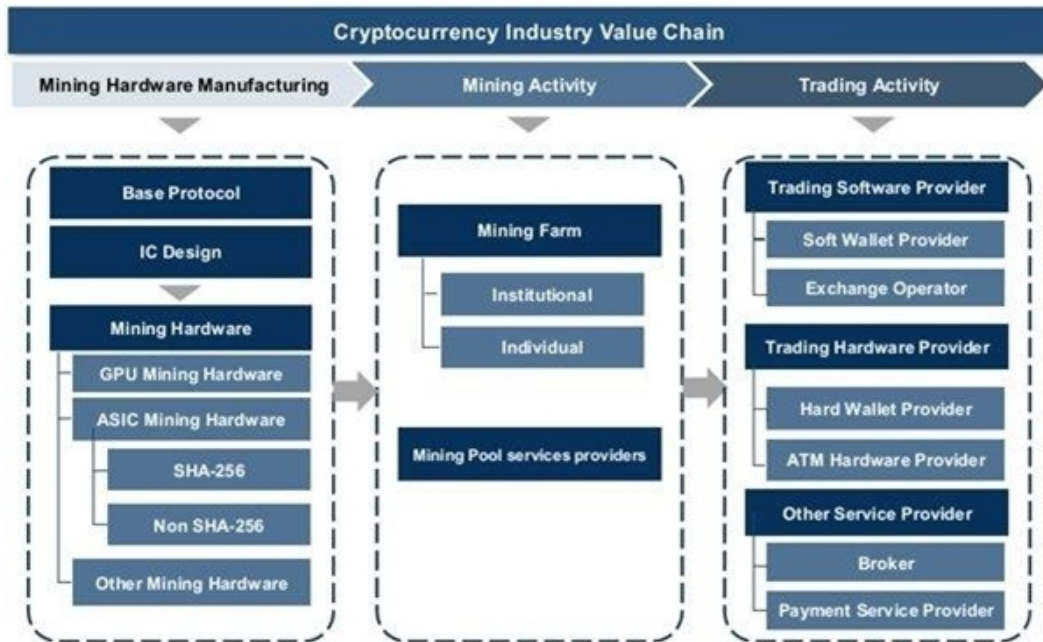 Cryptocurrency Industry Value Chain
Mining Hardware Manufacturing
Mining Activity
Trading Activity
Base Protocol
IC Design
Mining Hardware
GPU Mining Hardware
ASIC Mining Hardware
SHA-256
Non SHA-256
Other Mining Hardware
Mining Farm
Institutional
Individual
Mining Pool services providers
Trading Software Provider
Soft Wallet Provider
Exchange Operator
Trading Hardware Provider
Hard Wallet Provider
ATM Hardware Provider
Other Service Provider
Broker
Payment Service Provider